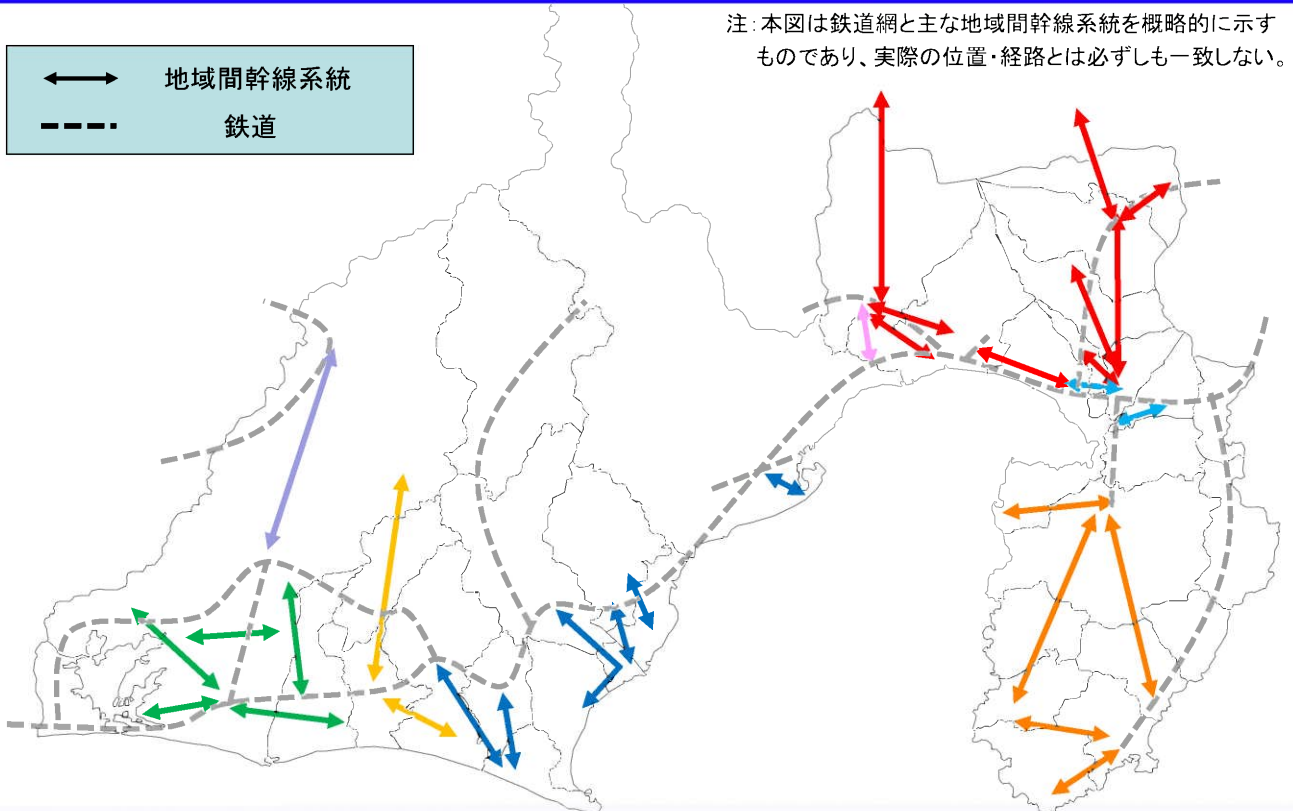 注:本図は鉄道網と主な地域間幹線系統を概略的に示す
ものであり、実際の位置・経路とは必ずしも一致しない。
地域間幹線系統
鉄道